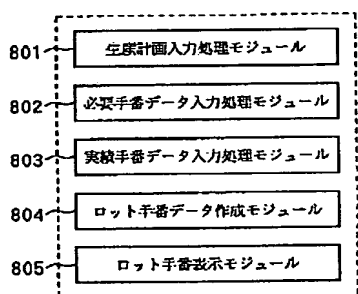 801 生産計画入力処理モジュール
802 必要手番データ入力処理モジュール
803 実績手番データ入力処理モジュール
804 ロット手番データ作成モジュール
805 ロット手番表示モジュール